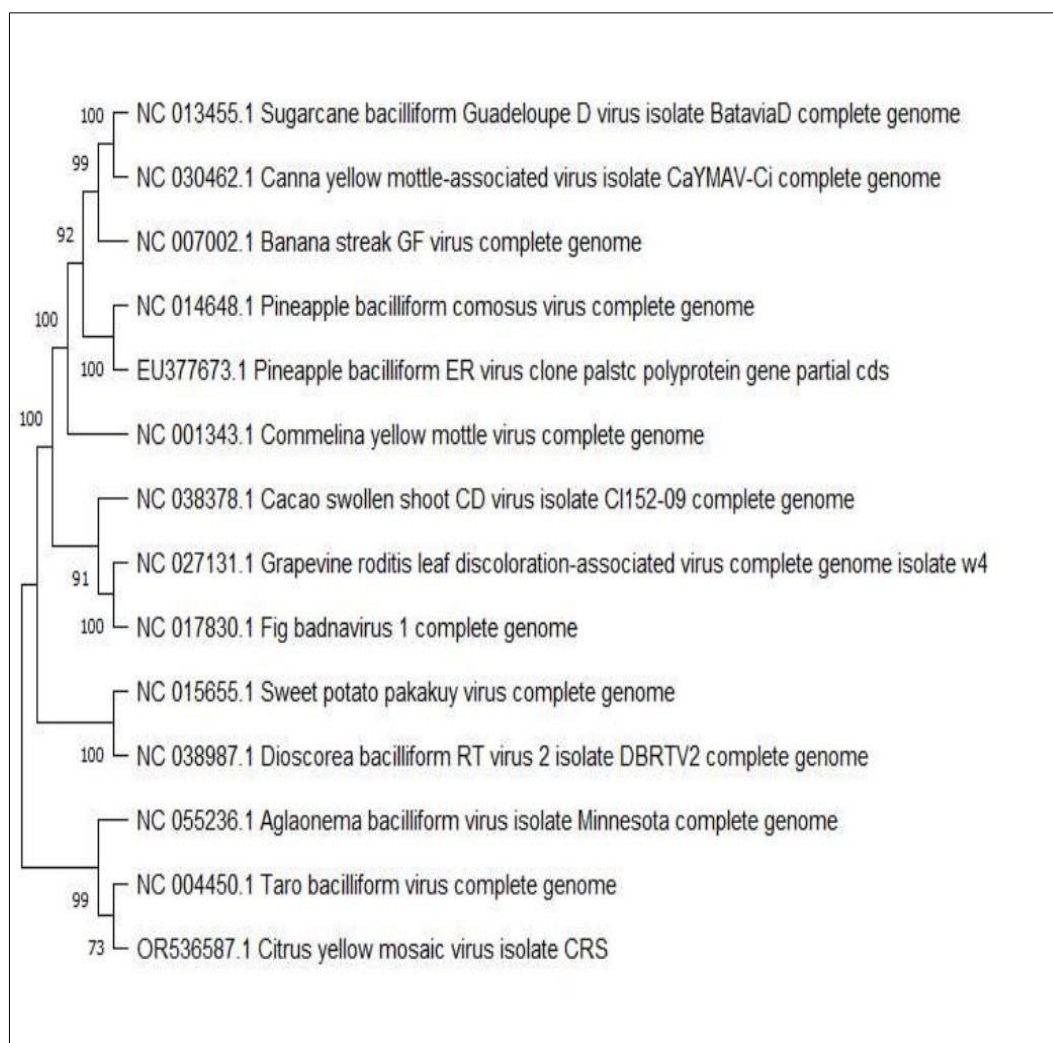 100
NC 013455.1 Sugarcane bacilliform Guadeloupe D virus isolate BataviaD complete genome
99
NC 030462.1 Canna yellow mottle-associated virus isolate CaYMAV-Ci complete genome
92
NC 007002.1 Banana streak GF virus complete genome
NC 014648.1 Pineapple bacilliform comosus virus complete genome
100
100
EU377673.1 Pineapple bacilliform ER virus clone palstc polyprotein gene partial cds
100
NC 001343.1 Commelina yellow mottle virus complete genome
NC 038378.1 Cacao swollen shoot CD virus isolate CI152-09 complete genome
NC 027131.1 Grapevine roditis leaf discoloration-associated virus complete genome isolate w4
91
100
NC 017830.1 Fig badnavirus 1 complete genome
NC 015655.1 Sweet potato pakakuy virus complete genome
100
NC 038987.1 Dioscorea bacilliform RT virus 2 isolate DBRTV2 complete genome
NC 055236.1 Aglaonema bacilliform virus isolate Minnesota complete genome
NC 004450.1 Taro bacilliform virus complete genome
99
73
OR536587.1 Citrus yellow mosaic virus isolate CRS